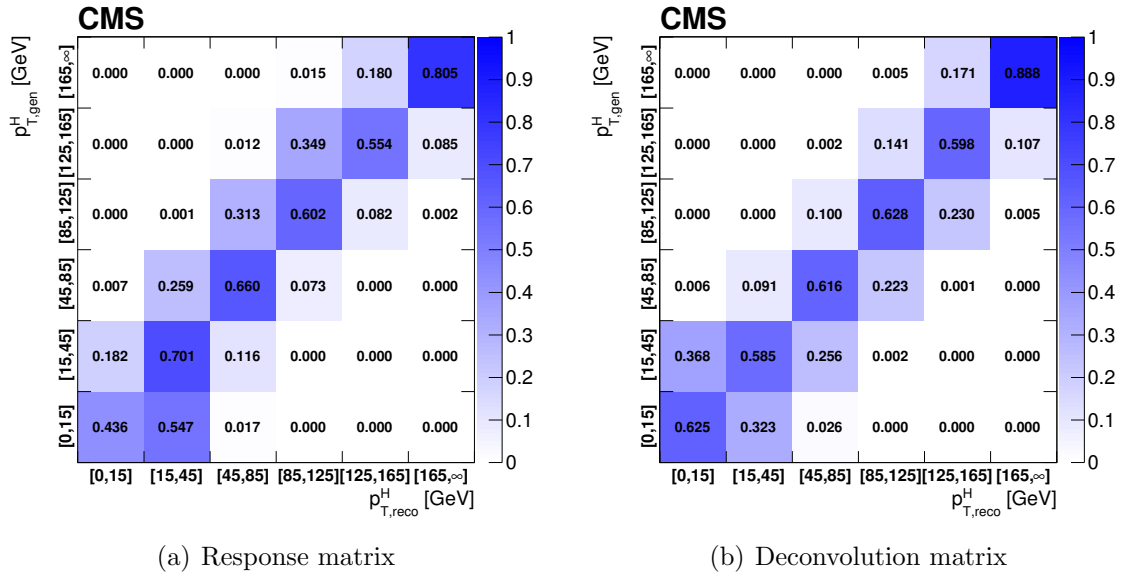 CMS
p^H_T,gen [GeV]
[165,∞] 0.000 0.000 0.000 0.015 0.180 0.805
[125,165] 0.000 0.000 0.012 0.349 0.554 0.085
[85,125] 0.000 0.001 0.313 0.602 0.082 0.002
[45,85] 0.007 0.259 0.660 0.073 0.000 0.000
[15,45] 0.182 0.701 0.116 0.000 0.000 0.000
[0,15] 0.436 0.547 0.017 0.000 0.000 0.000
[0,15] [15,45] [45,85] [85,125] [125,165] [165,∞]
p^H_T,reco [GeV]
1
0.9
0.8
0.7
0.6
0.5
0.4
0.3
0.2
0.1
0
(a) Response matrix
CMS
p^H_T,gen [GeV]
[165,∞] 0.000 0.000 0.000 0.005 0.171 0.888
[125,165] 0.000 0.000 0.002 0.141 0.598 0.107
[85,125] 0.000 0.000 0.100 0.628 0.230 0.005
[45,85] 0.006 0.091 0.616 0.223 0.001 0.000
[15,45] 0.368 0.585 0.256 0.002 0.000 0.000
[0,15] 0.625 0.323 0.026 0.000 0.000 0.000
[0,15] [15,45] [45,85] [85,125] [125,165] [165,∞]
p^H_T,reco [GeV]
1
0.9
0.8
0.7
0.6
0.5
0.4
0.3
0.2
0.1
0
(b) Deconvolution matrix